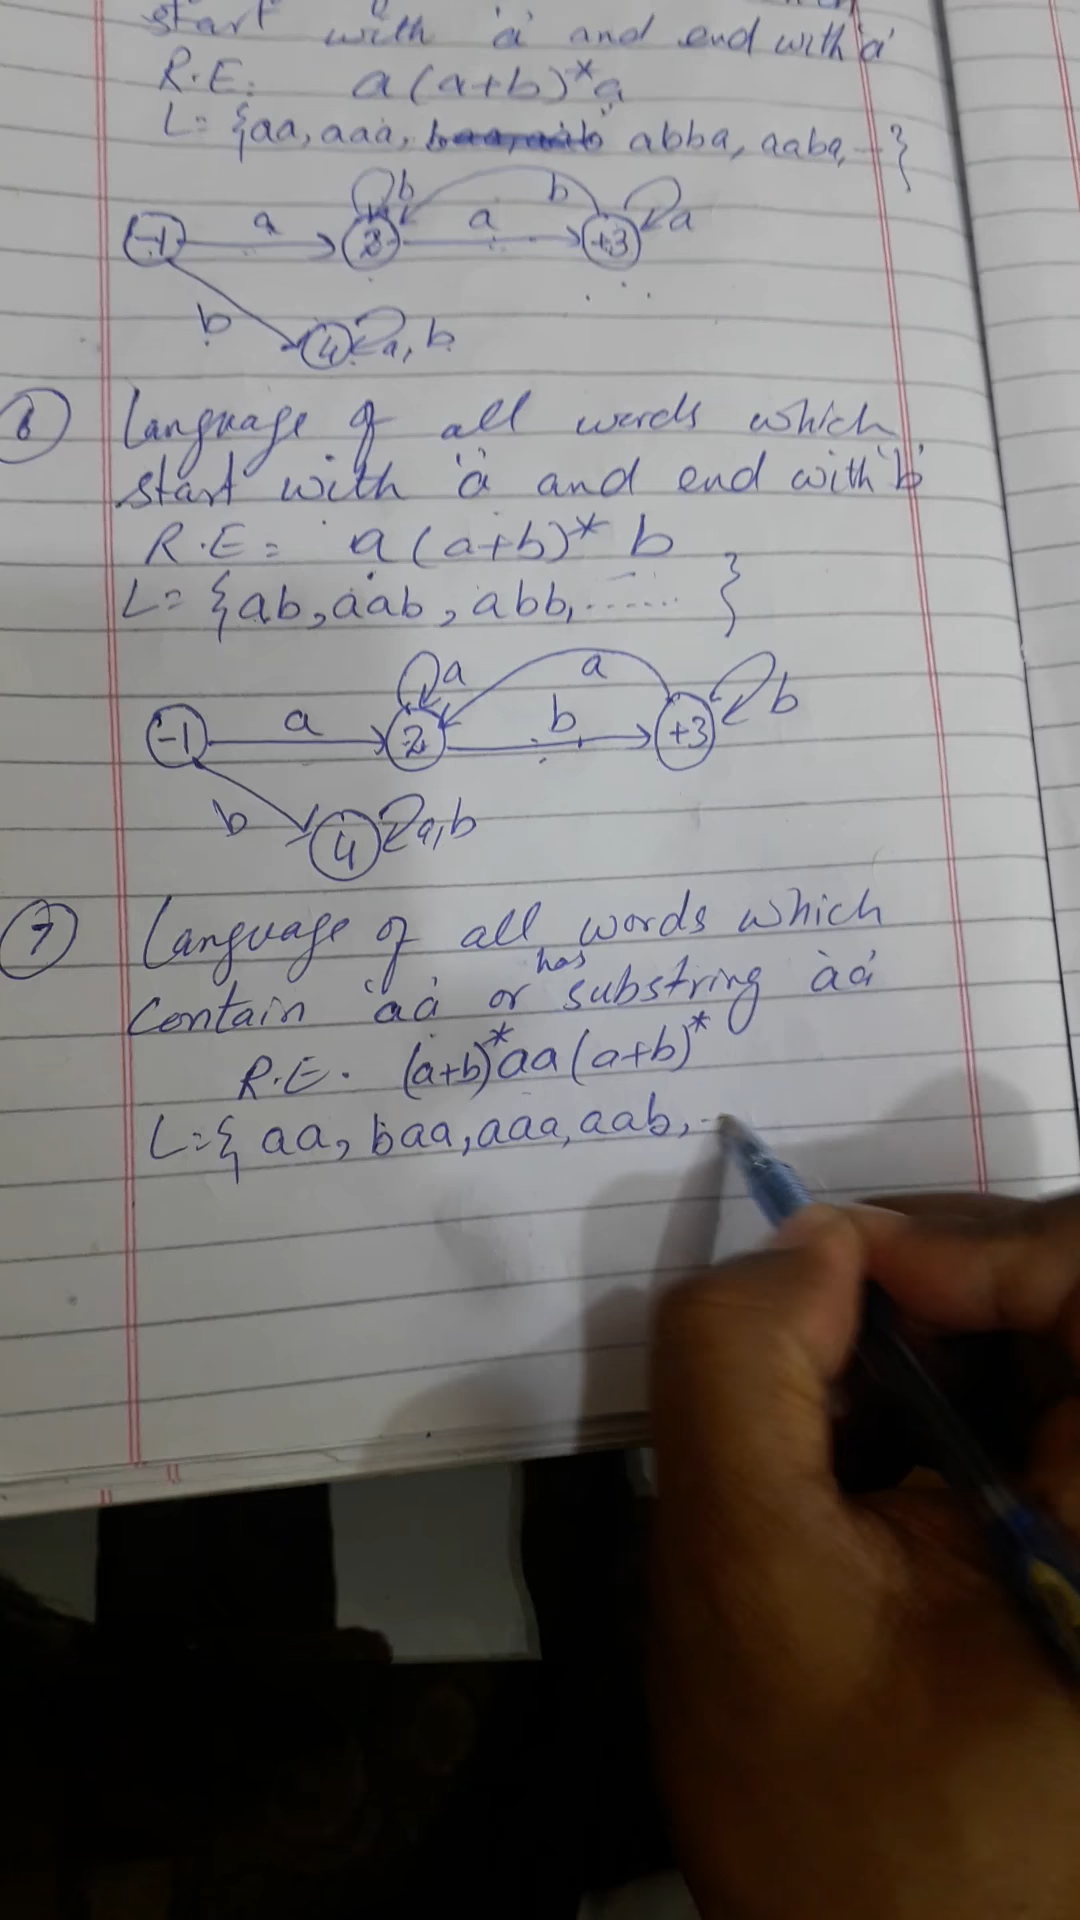 start with 'a' and end with 'a'
R.E: a(a+b)*a
L= {aa, aaa, abba, aaba, -}
b b
-1 a 2 a +3 a
b 4 a, b
6 Language of all words which
start with 'a' and end with 'b'
R.E= a(a+b)* b
L= {ab, aab, abb, ...... }
a a b
-1 a 2 b +3
b 4 a, b
7 Language of all words which
has
contain 'aa' or substring 'aa'
R.E. (a+b)*aa(a+b)*
L={ aa, baa, aaa, aab, -